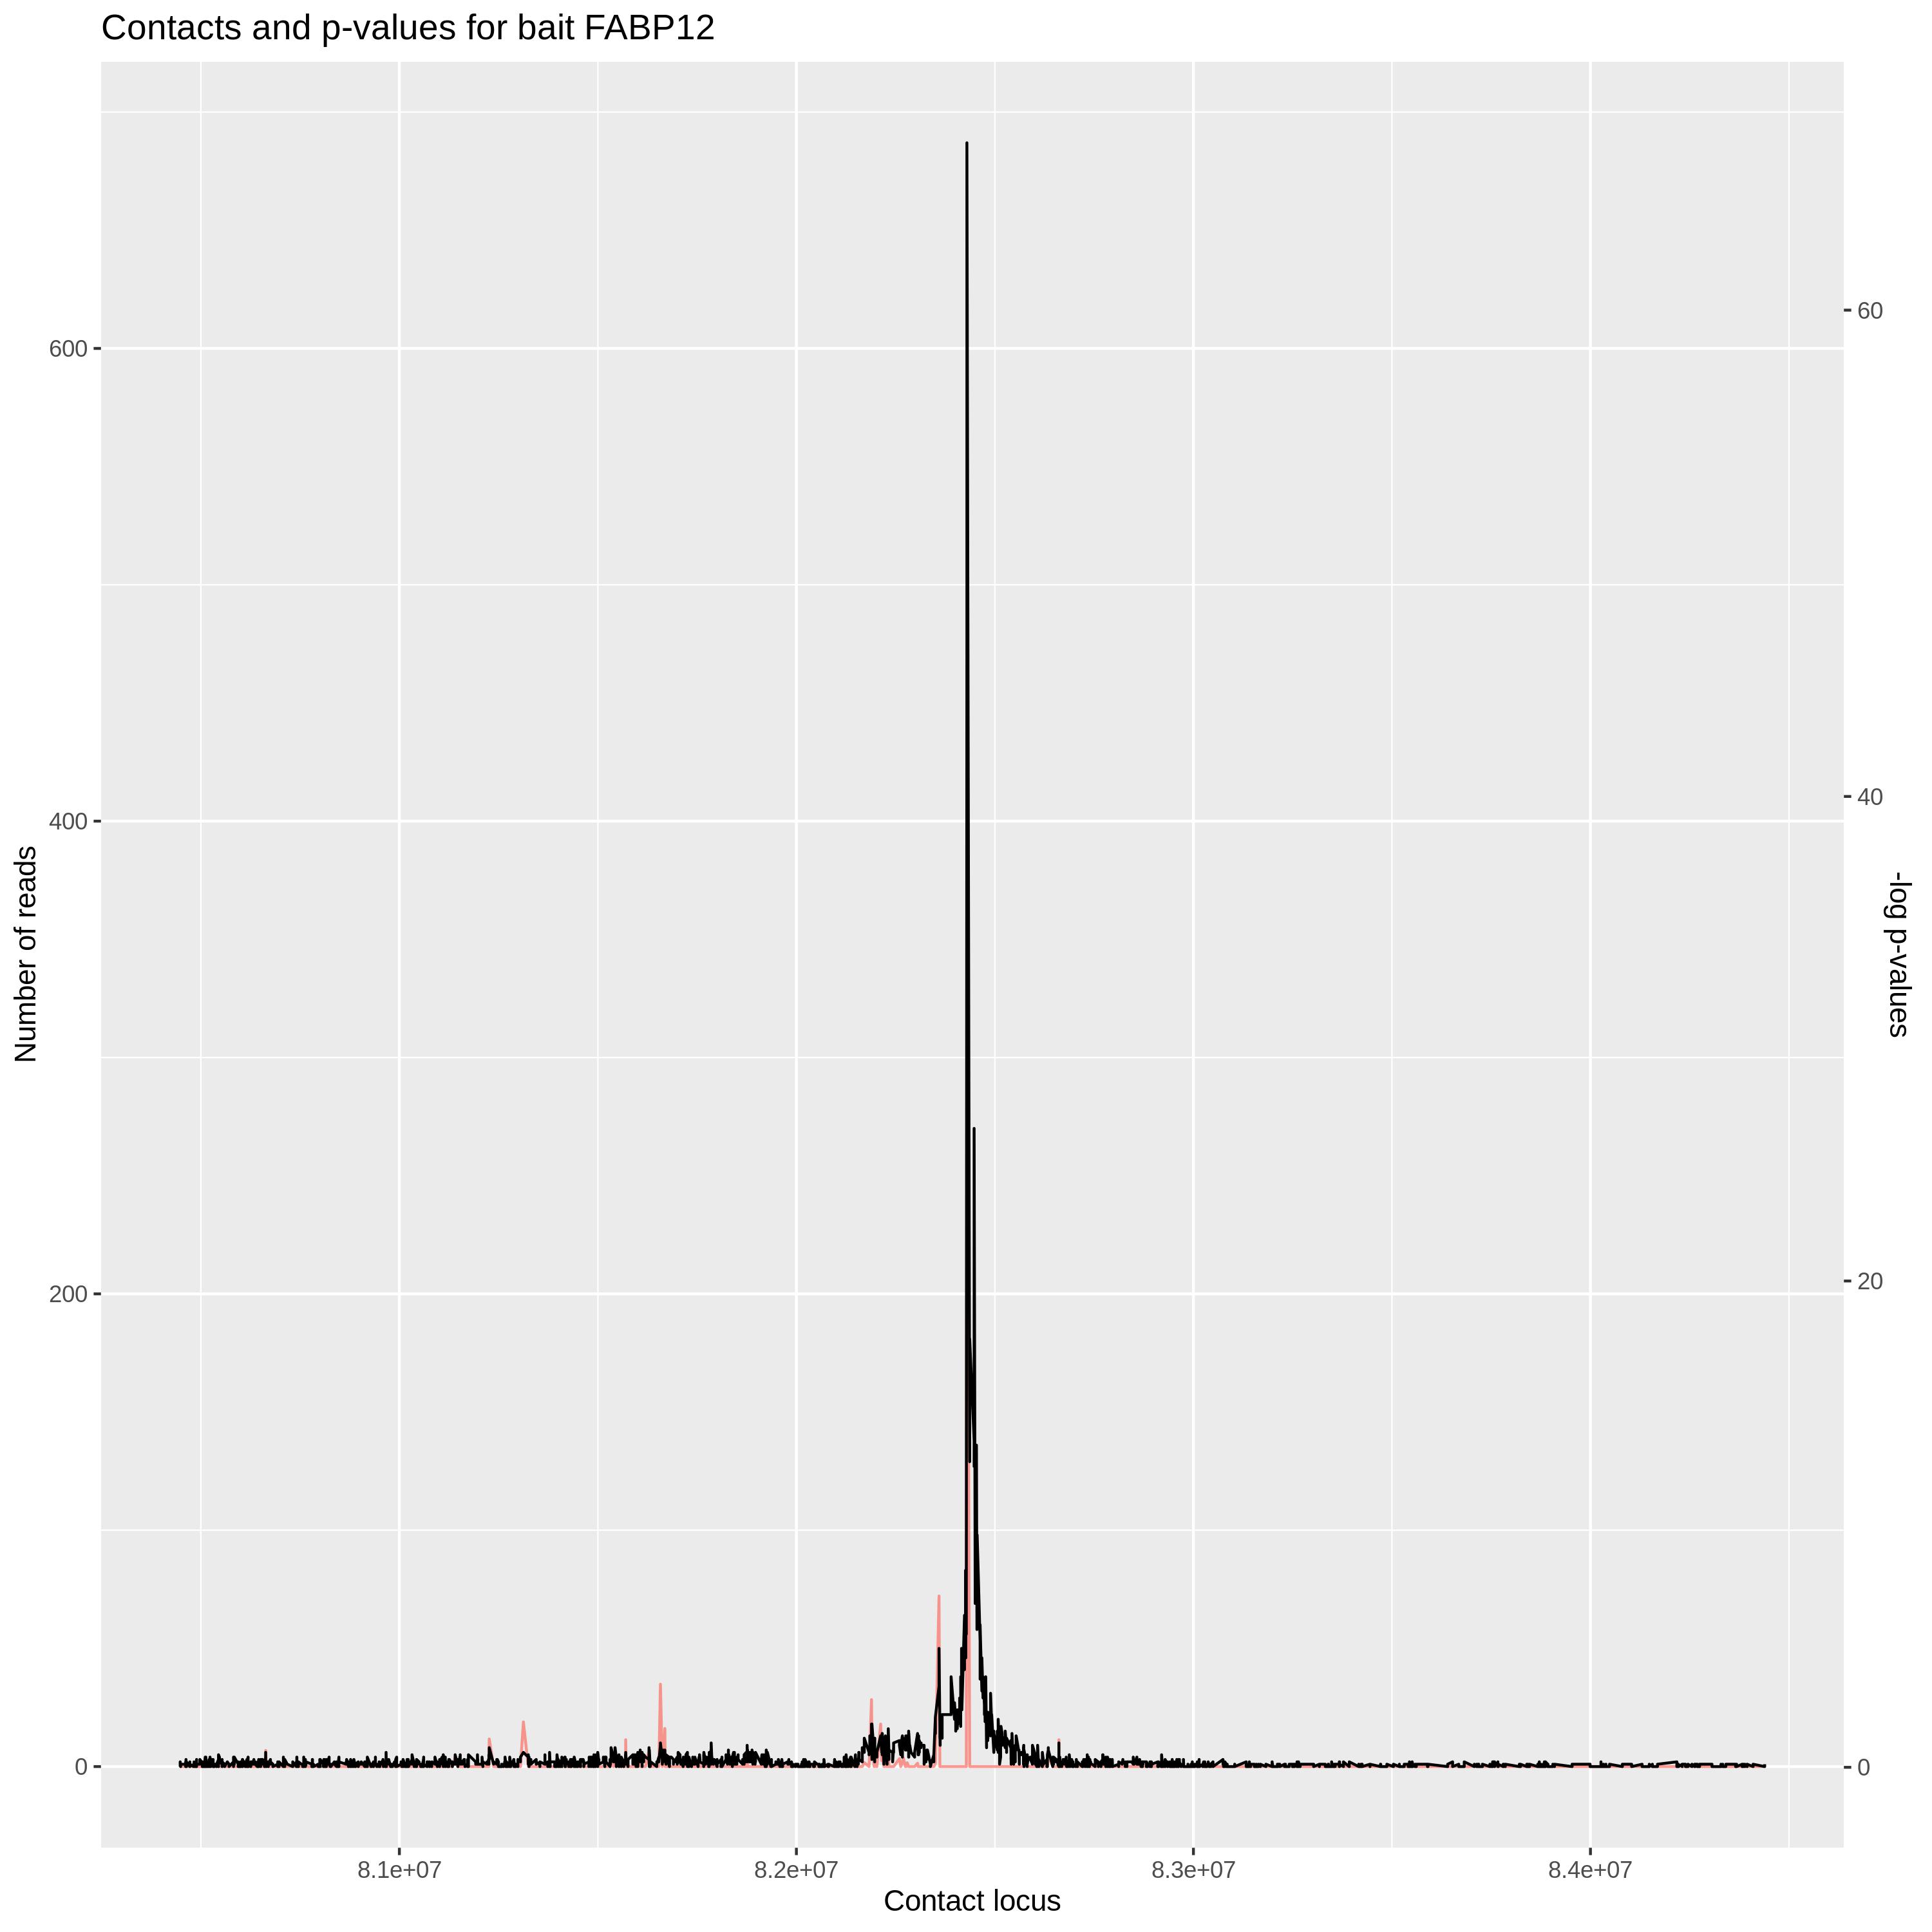 Contacts and p-values for bait FABP12
Number of reads
600
400
200
0
60
40
20
0
-log p-values
8.1e+07 8.2e+07 8.3e+07 8.4e+07
Contact locus